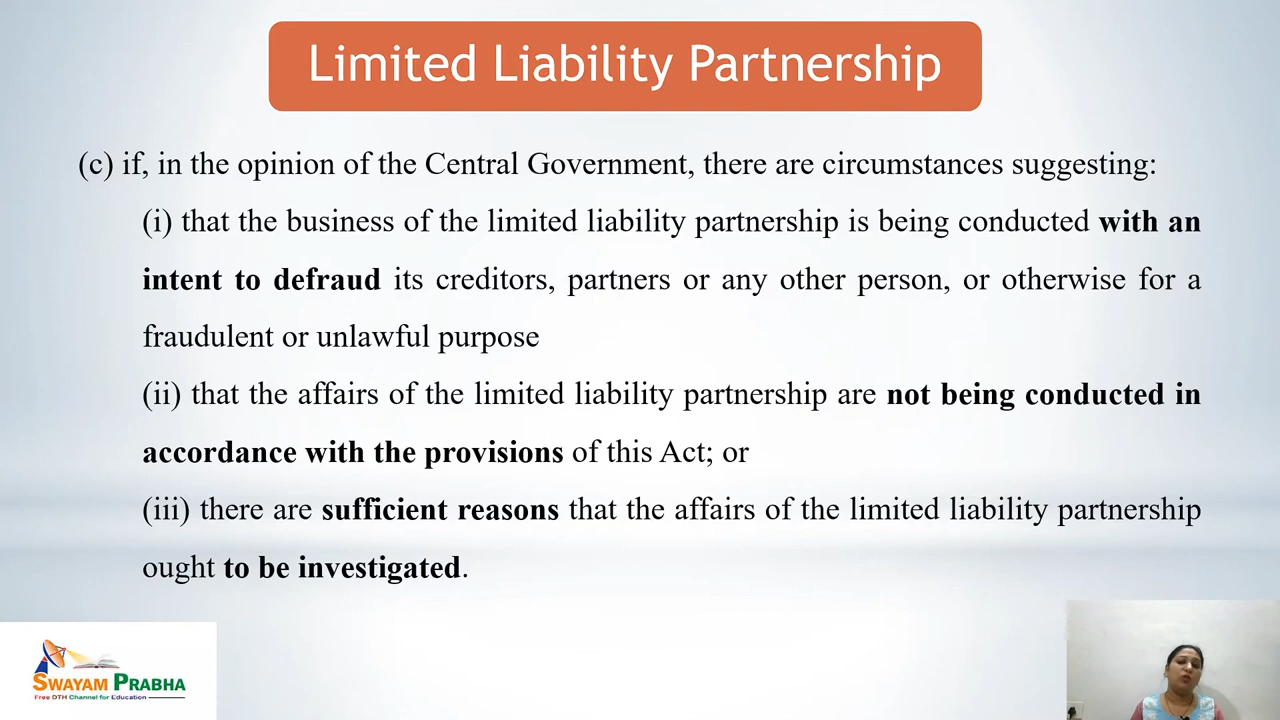 Limited Liability Partnership
(c) if, in the opinion of the Central Government, there are circumstances suggesting:
(i) that the business of the limited liability partnership is being conducted with an
intent to defraud its creditors, partners or any other person, or otherwise for a
fraudulent or unlawful purpose
(ii) that the affairs of the limited liability partnership are not being conducted in
accordance with the provisions of this Act; or
(iii) there are sufficient reasons that the affairs of the limited liability partnership
ought to be investigated.
SWAYAM PRABHA
Free DTH Channel for Education